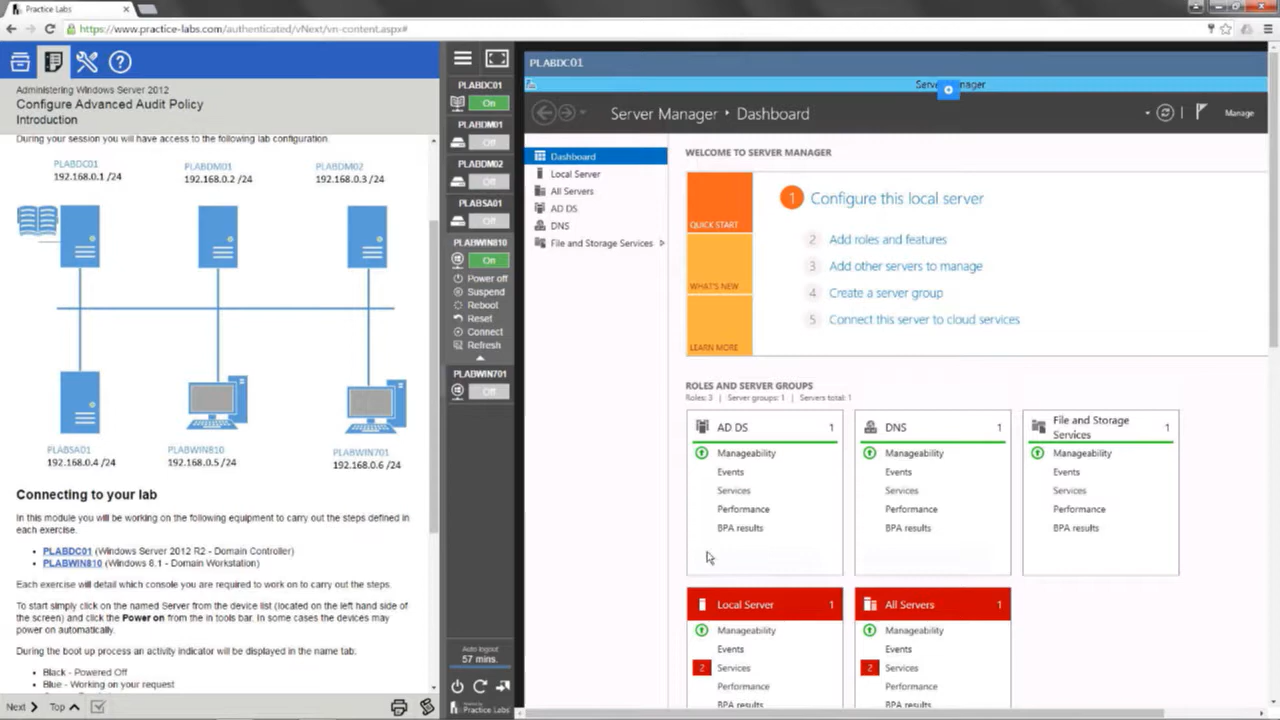 Practice Labs
https://www.practice-labs.com/authenticated/vNext/vn-content.aspx#
Administering Windows Server 2012
Configure Advanced Audit Policy
Introduction
During your session you will have access to the following lab configuration.
PLABDC01
192.168.0.1 /24
PLABDM01
192.168.0.2 /24
PLABDM02
192.168.0.3 /24
PLABSA01
192.168.0.4 /24
PLABWIN810
192.168.0.5 /24
PLABWIN701
192.168.0.6 /24
Connecting to your lab
In this module you will be working on the following equipment to carry out the steps defined in
each exercise.
PLABDC01 (Windows Server 2012 R2 - Domain Controller)
PLABWIN810 (Windows 8.1 - Domain Workstation)
Each exercise will detail which console you are required to work on to carry out the steps.
To start simply click on the named Server from the device list (located on the left hand side of
the screen) and click the Power on from the in tools bar. In some cases the devices may
power on automatically.
During the boot up process an activity indicator will be displayed in the name tab:
Black - Powered Off
Blue - Working on your request
Next
Top
PLABDC01
On
PLABDM01
Off
PLABDM02
Off
PLABSA01
Off
PLABWIN810
On
Power off
Suspend
Reboot
Reset
Connect
Refresh
PLABWIN701
Off
Auto logout
57 mins.
Practice Labs
PLABDC01
Server Manager
Server Manager • Dashboard
Manage
Dashboard
Local Server
All Servers
AD DS
DNS
File and Storage Services
WELCOME TO SERVER MANAGER
QUICK START
WHAT'S NEW
LEARN MORE
1 Configure this local server
2 Add roles and features
3 Add other servers to manage
4 Create a server group
5 Connect this server to cloud services
ROLES AND SERVER GROUPS
Roles: 3 | Server groups: 1 | Servers total: 1
AD DS 1
Manageability
Events
Services
Performance
BPA results
DNS 1
Manageability
Events
Services
Performance
BPA results
File and Storage
Services 1
Manageability
Events
Services
Performance
BPA results
Local Server 1
Manageability
Events
2 Services
Performance
BPA results
All Servers 1
Manageability
Events
2 Services
Performance
BPA results